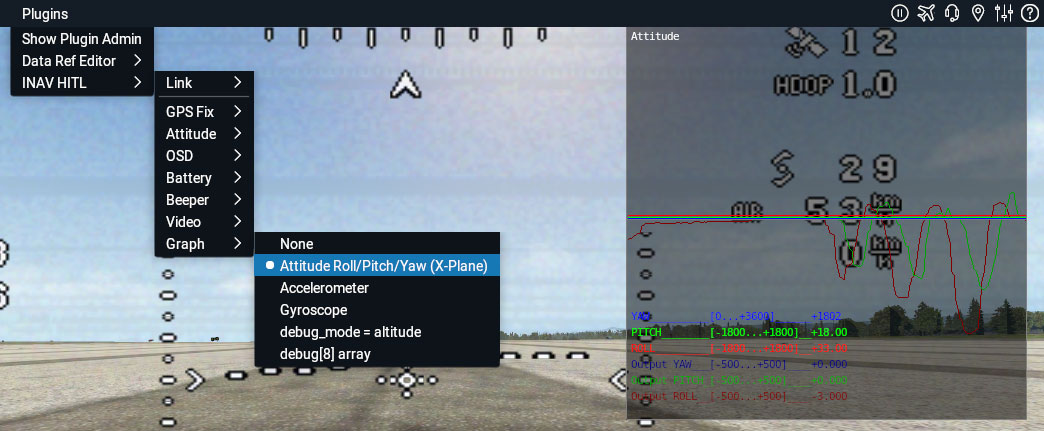 Plugins
Show Plugin Admin
Data Ref Editor
INAV HITL
Link
GPS Fix
Attitude
OSD
Battery
Beeper
Video
Graph
None
Attitude Roll/Pitch/Yaw (X-Plane)
Accelerometer
Gyroscope
debug_mode = altitude
debug[8] array
Attitude
12
HDOP 1.0
29
AIR 53 km/h
0 km/h
YAW [0...+3600] +1802
PITCH [-1800...+1800] +18.00
ROLL [-1800...+1800]
Output YAW [-500...+500] +0.000
Output PITCH [-500...+500] +0.000
Output ROLL [-500...+500] -3.000